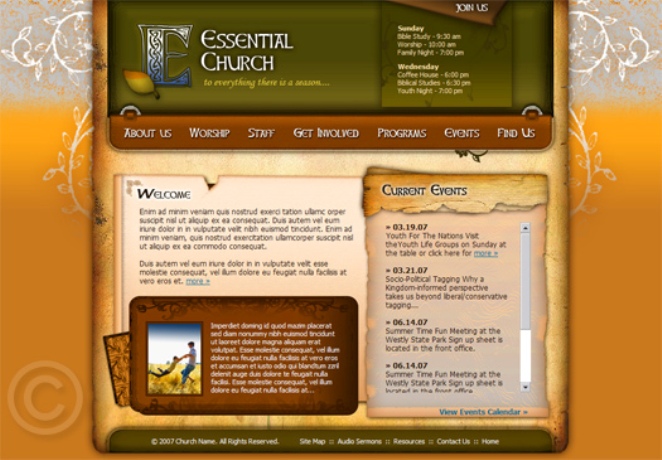 JOIN US
ESSENTIAL
CHURCH
to everything there is a season....
Sunday
Bible Study - 9:30 am
Worship - 10:00 am
Family Night - 7:00 pm
Wednesday
Coffee House - 6:00 pm
Biblical Studies - 6:30 pm
Youth Night - 7:00 pm
ABOUT US WORSHIP STAFF GET INVOLVED PROGRAMS EVENTS FIND US
WELCOME
Enim ad minim veniam quis nostrud exerci tation ullamc orper
suscipit nisl ut aliquip ex ea consequat. Duis autem vel eum
iriure dolor in in vulputate velit nibh euismod tincidunt. Enim ad
minim veniam, quis nostrud exercitation ullamcorper suscipit nisl
ut aliquip ex ea commodo consequat.
Duis autem vel eum iriure dolor in in vulputate velit esse
molestie consequat, vel illum dolore eu feugiat nulla facilisis at
vero eros et. more »
Imperdiet doming id quod mazim placerat
sed diam nonummy nibh euismod tincidunt
ut laoreet dolore magna aliquam erat
volutpat. Esse molestie consequat, vel illum
dolore eu feugiat nulla facilisis at vero eros
et accumsan et iusto odio qui blanditum zzril
delenit auge duis dolore te feugait nulla
facilisi. Esse molestie consequat, vel illum
dolore eu feugiat nulla facilisis at...
CURRENT EVENTS
» 03.19.07
Youth For The Nations Visit
theYouth Life Groups on Sunday at
the table or click here for more »
» 03.21.07
Socio-Political Tagging Why a
Kingdom-informed perspective
takes us beyond liberal/conservative
tagging...
» 06.14.07
Summer Time Fun Meeting at the
Westly State Park Sign up sheet is
located in the front office.
» 06.14.07
Summer Time Fun Meeting at the
Westly State Park Sign up sheet is
located in the front office.
View Events Calendar »
© 2007 Church Name. All Rights Reserved. Site Map :: Audio Sermons :: Resources :: Contact Us :: Home
©